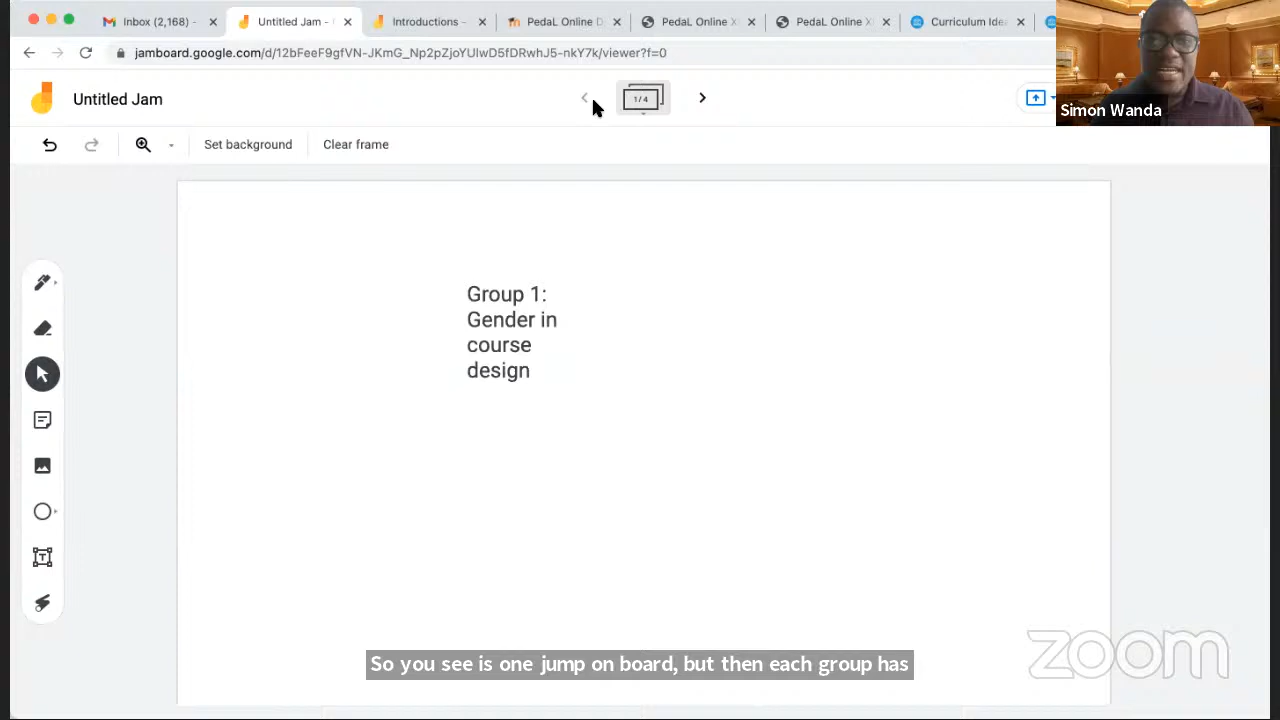 Inbox (2,168) -
Untitled Jam -
Introductions -
PedaL Online D
PedaL Online X
PedaL Online X
Curriculum Idea
jamboard.google.com/d/12bFeeF9gfVN-JKmG_Np2pZjoYUIwD5fDRwhJ5-nkY7k/viewer?f=0
Untitled Jam
1/4
Simon Wanda
Set background
Clear frame
Group 1:
Gender in
course
design
So you see is one jump on board, but then each group has
zoom